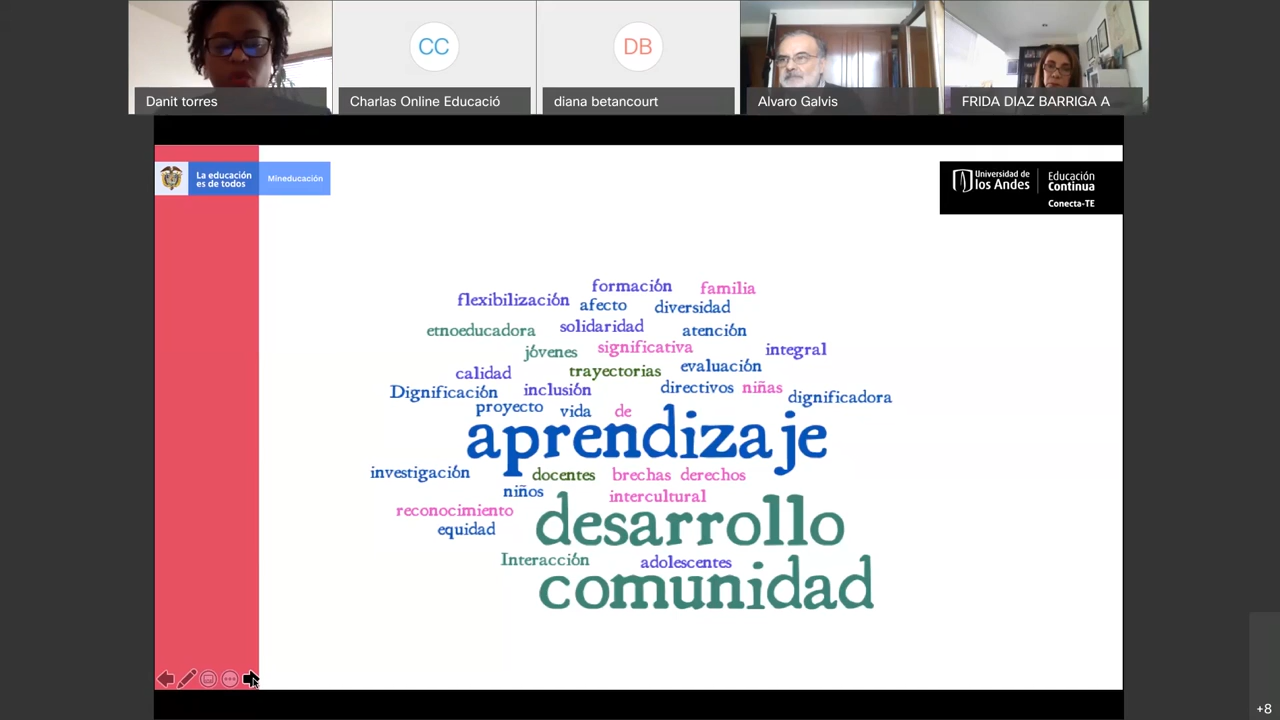 CC
DB
Danit torres
Charlas Online Educació
diana betancourt
Alvaro Galvis
FRIDA DIAZ BARRIGA A
La educación
es de todos
Mineducación
Universidad de
los Andes
Educación
Continua
Conecta-TE
formación
familia
flexibilización
afecto
diversidad
etnoeducadora
solidaridad
atención
jóvenes
significativa
integral
calidad
trayectorias
evaluación
Dignificación
inclusión
directivos
niñas
dignificadora
proyecto
vida
de
aprendizaje
investigación
docentes
brechas
derechos
niños
intercultural
reconocimiento
equidad
desarrollo
Interacción
adolescentes
comunidad
+8